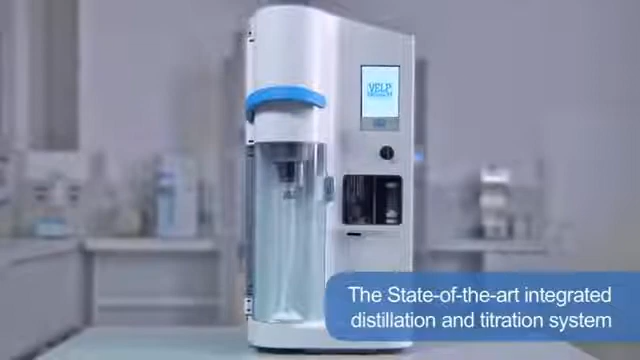 VELP
The State-of-the-art integrated
distillation and titration system